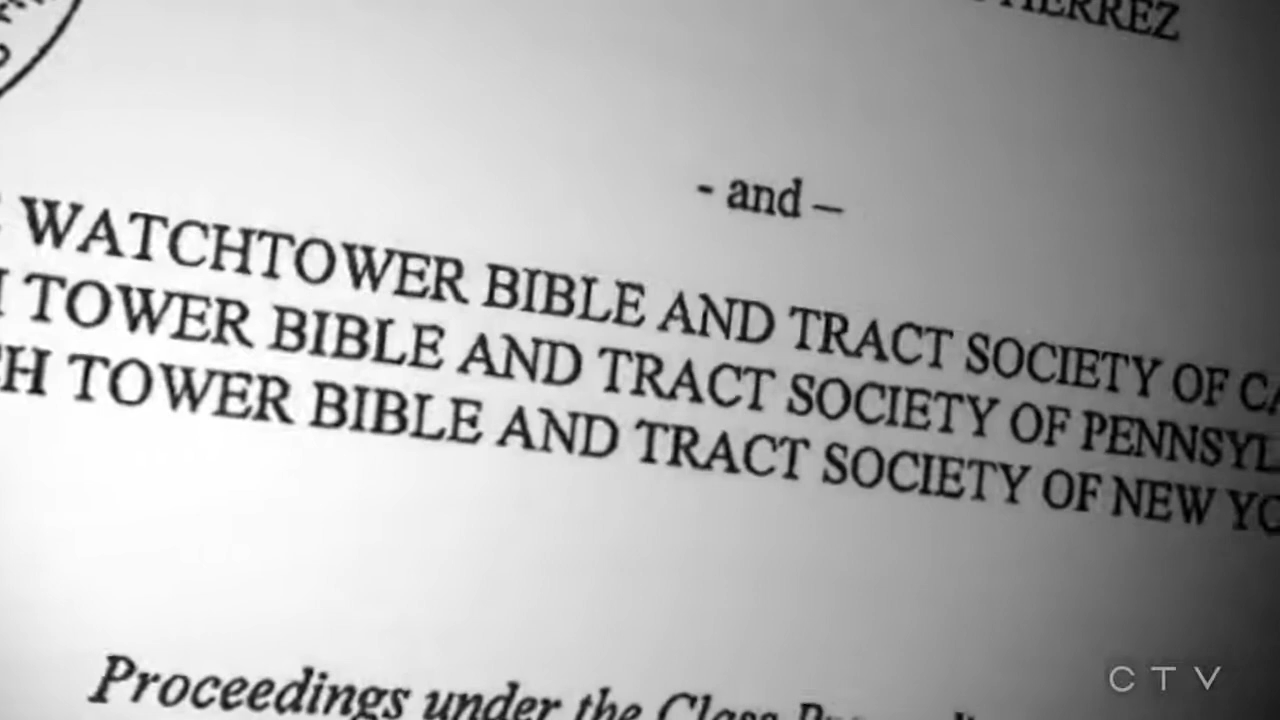 - and –
WATCHTOWER BIBLE AND TRACT SOCIETY OF
TOWER BIBLE AND TRACT SOCIETY OF
TOWER BIBLE AND TRACT SOCIETY OF NEW
Proceedings under the Class
CTV